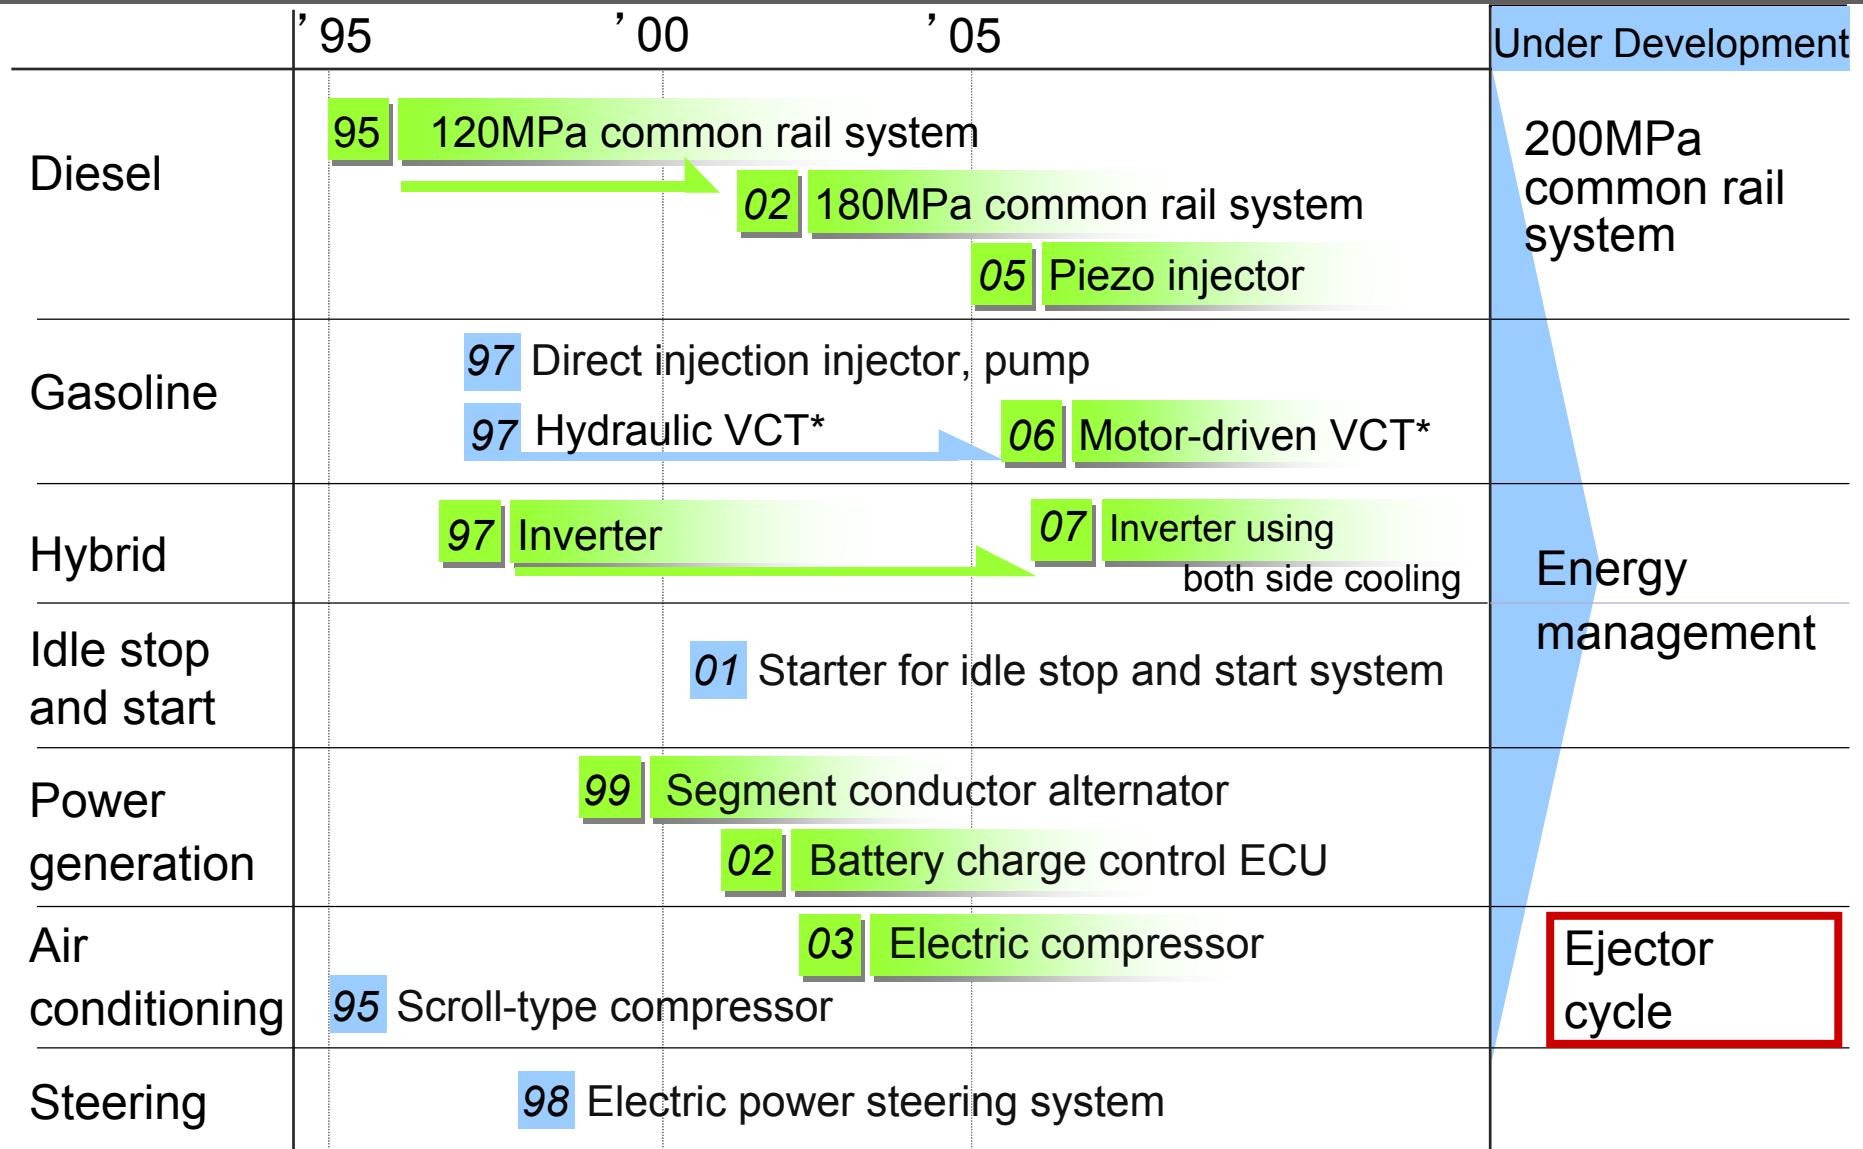 ’95 ’00 ’05 Under Development
Diesel
95 120MPa common rail system
02 180MPa common rail system
05 Piezo injector
200MPa
common rail
system
Gasoline
97 Direct injection injector, pump
97 Hydraulic VCT*
06 Motor-driven VCT*
Hybrid
97 Inverter
07 Inverter using
both side cooling
Energy
management
Idle stop
and start
01 Starter for idle stop and start system
Power
generation
99 Segment conductor alternator
02 Battery charge control ECU
Air
conditioning
03 Electric compressor
95 Scroll-type compressor
Ejector
cycle
Steering
98 Electric power steering system